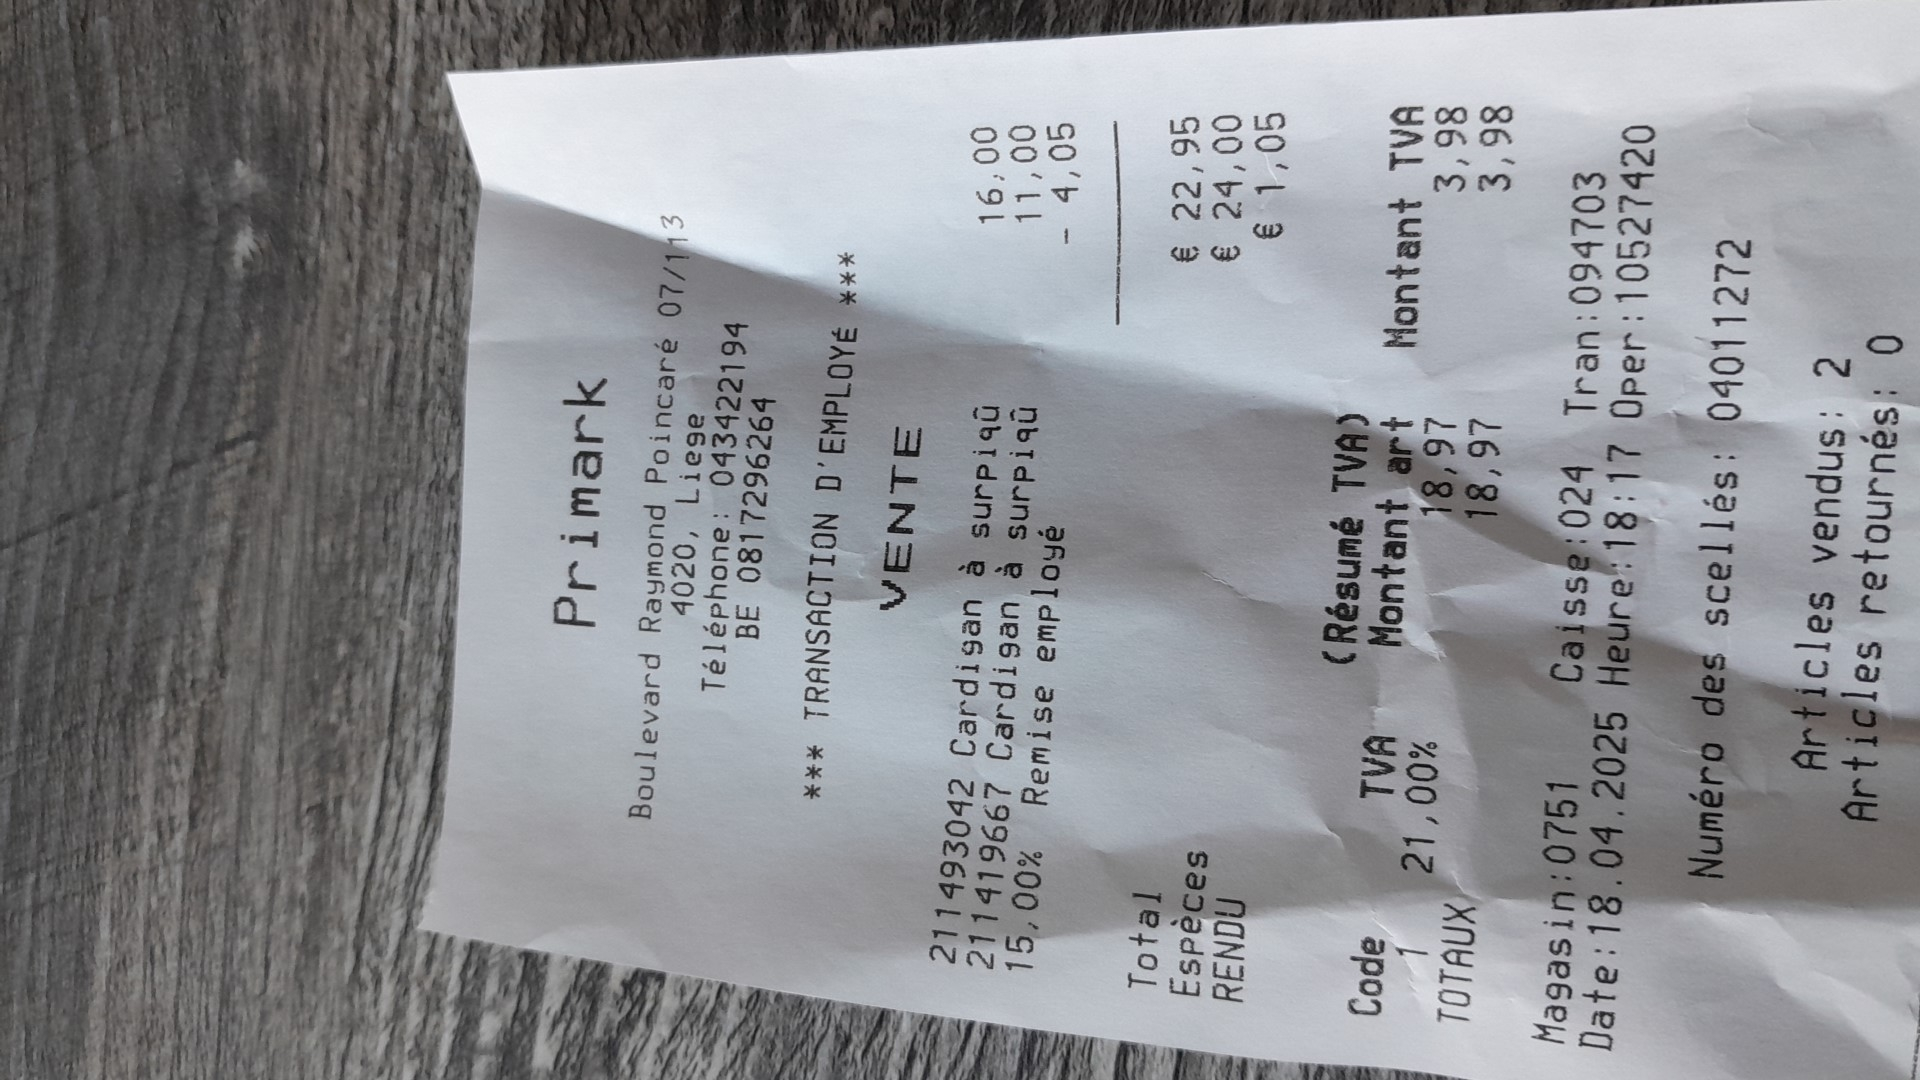 Primark
Boulevard Raymond Poincaré 07/113
4020, Liege
Téléphone: 043422194
BE 0817296264
*** TRANSACTION D'EMPLOYÉ ***
VENTE
211493042 Cardigan à surpiqû 16,00
211419667 Cardigan à surpiqû 11,00
15,00% Remise employé - 4,05
Total € 22,95
Espèces € 24,00
RENDU € 1,05
(Résumé TVA)
Code TVA Montant art Montant TVA
1 21,00% 18,97 3,98
TOTAUX 18,97 3,98
Magasin:0751 Caisse:024 Tran:094703
Date:18.04.2025 Heure:18:17 Oper:10527420
Numéro des scellés: 04011272
Articles vendus: 2
Articles retournés: 0